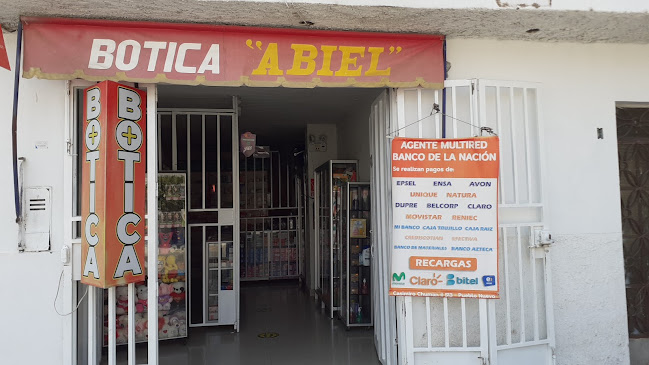 BOTICA "ABIEL"
BOTICA
BOTICA
AGENTE MULTIRED
BANCO DE LA NACIÓN
Se realizan pagos de:
EPSEL ENSA AVON
UNIQUE NATURA
DUPRE BELCORP CLARO
MOVISTAR RENIEC
MI BANCO CAJA TRUJILLO CAJA RAIZ
EFECTIVA
BANCO DE MATERIALES BANCO AZTECA
RECARGAS
Claro bitel